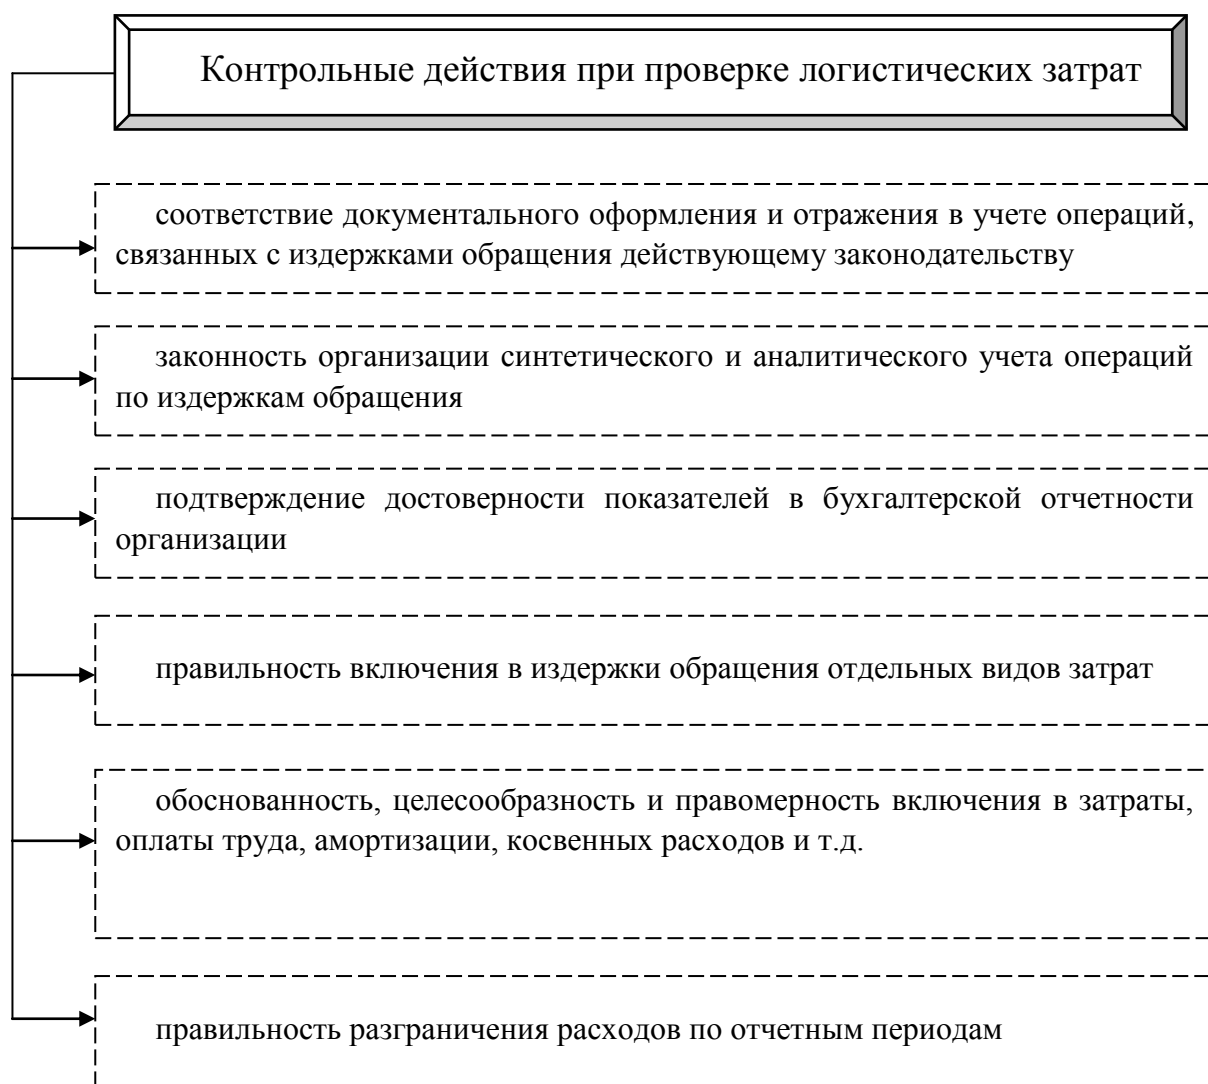 Контрольные действия при проверке логистических затрат
соответствие документального оформления и отражения в учете операций,
связанных с издержками обращения действующему законодательству
законность организации синтетического и аналитического учета операций
по издержкам обращения
подтверждение достоверности показателей в бухгалтерской отчетности
организации
правильность включения в издержки обращения отдельных видов затрат
обоснованность, целесообразность и правомерность включения в затраты,
оплаты труда, амортизации, косвенных расходов и т.д.
правильность разграничения расходов по отчетным периодам